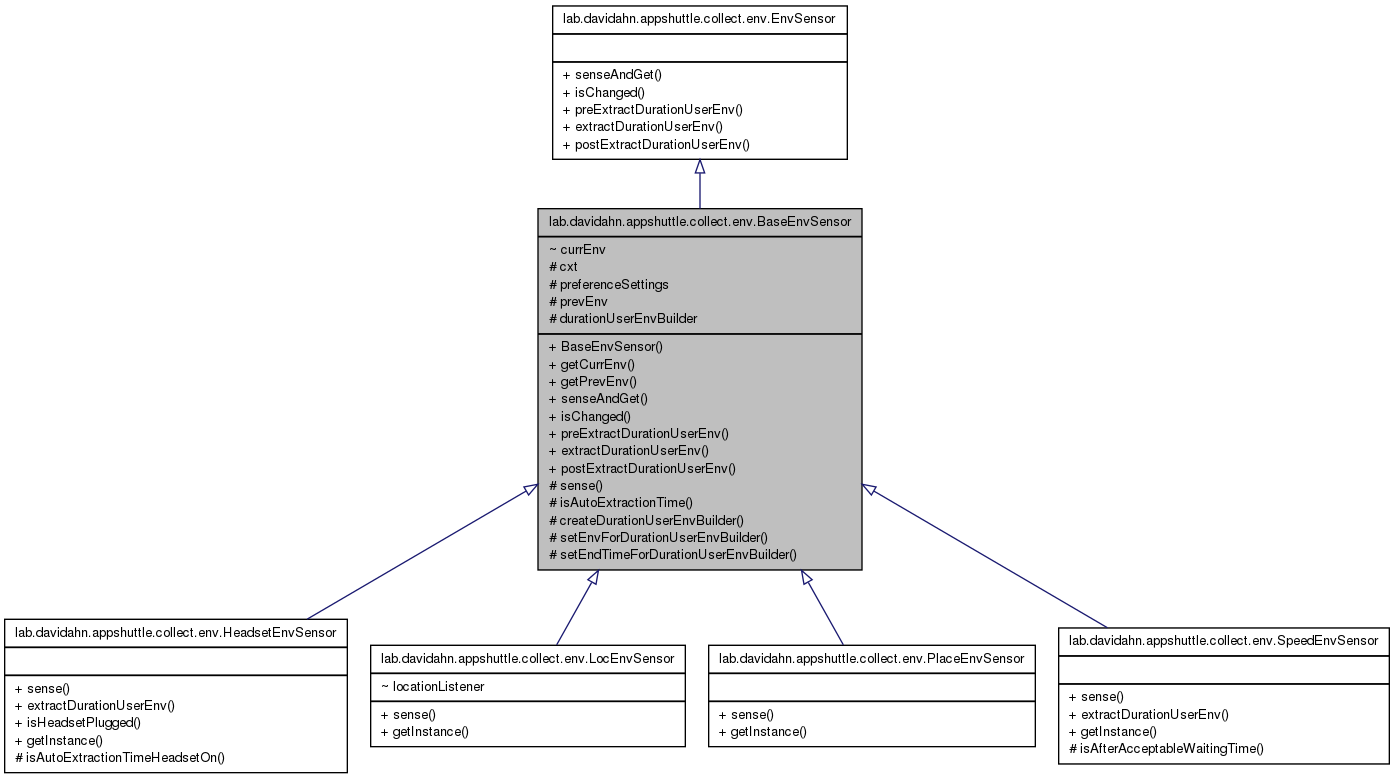 lab.davidahn.appshuttle.collect.env.EnvSensor
+ senseAndGet()
+ isChanged()
+ preExtractDurationUserEnv()
+ extractDurationUserEnv()
+ postExtractDurationUserEnv()
lab.davidahn.appshuttle.collect.env.BaseEnvSensor
~ currEnv
# cxt
# preferenceSettings
# prevEnv
# durationUserEnvBuilder
+ BaseEnvSensor()
+ getCurrEnv()
+ getPrevEnv()
+ senseAndGet()
+ isChanged()
+ preExtractDurationUserEnv()
+ extractDurationUserEnv()
+ postExtractDurationUserEnv()
# sense()
# isAutoExtractionTime()
# createDurationUserEnvBuilder()
# setEnvForDurationUserEnvBuilder()
# setEndTimeForDurationUserEnvBuilder()
lab.davidahn.appshuttle.collect.env.HeadsetEnvSensor
+ sense()
+ extractDurationUserEnv()
+ isHeadsetPlugged()
+ getInstance()
# isAutoExtractionTimeHeadsetOn()
lab.davidahn.appshuttle.collect.env.LocEnvSensor
~ locationListener
+ sense()
+ getInstance()
lab.davidahn.appshuttle.collect.env.PlaceEnvSensor
+ sense()
+ getInstance()
lab.davidahn.appshuttle.collect.env.SpeedEnvSensor
+ sense()
+ extractDurationUserEnv()
+ getInstance()
# isAfterAcceptableWaitingTime()